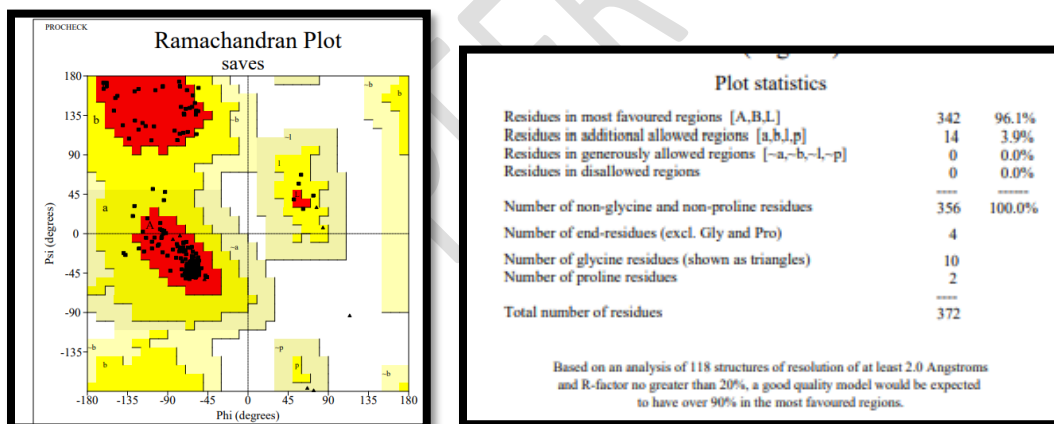 PROCHECK
Ramachandran Plot
saves
180
135
90
45
0
-45
-90
-135
-180 -135 -90 -45 0 45 90 135 180
Psi (degrees)
Phi (degrees)
b
~b
~b
b
~l
l
a
A
~a
~b
b
~p
p
~b
Plot statistics
Residues in most favoured regions [A,B,L] 342 96.1%
Residues in additional allowed regions [a,b,l,p] 14 3.9%
Residues in generously allowed regions [~a,~b,~l,~p] 0 0.0%
Residues in disallowed regions 0 0.0%
---- ------
Number of non-glycine and non-proline residues 356 100.0%
Number of end-residues (excl. Gly and Pro) 4
Number of glycine residues (shown as triangles) 10
Number of proline residues 2
----
Total number of residues 372
Based on an analysis of 118 structures of resolution of at least 2.0 Angstroms
and R-factor no greater than 20%, a good quality model would be expected
to have over 90% in the most favoured regions.